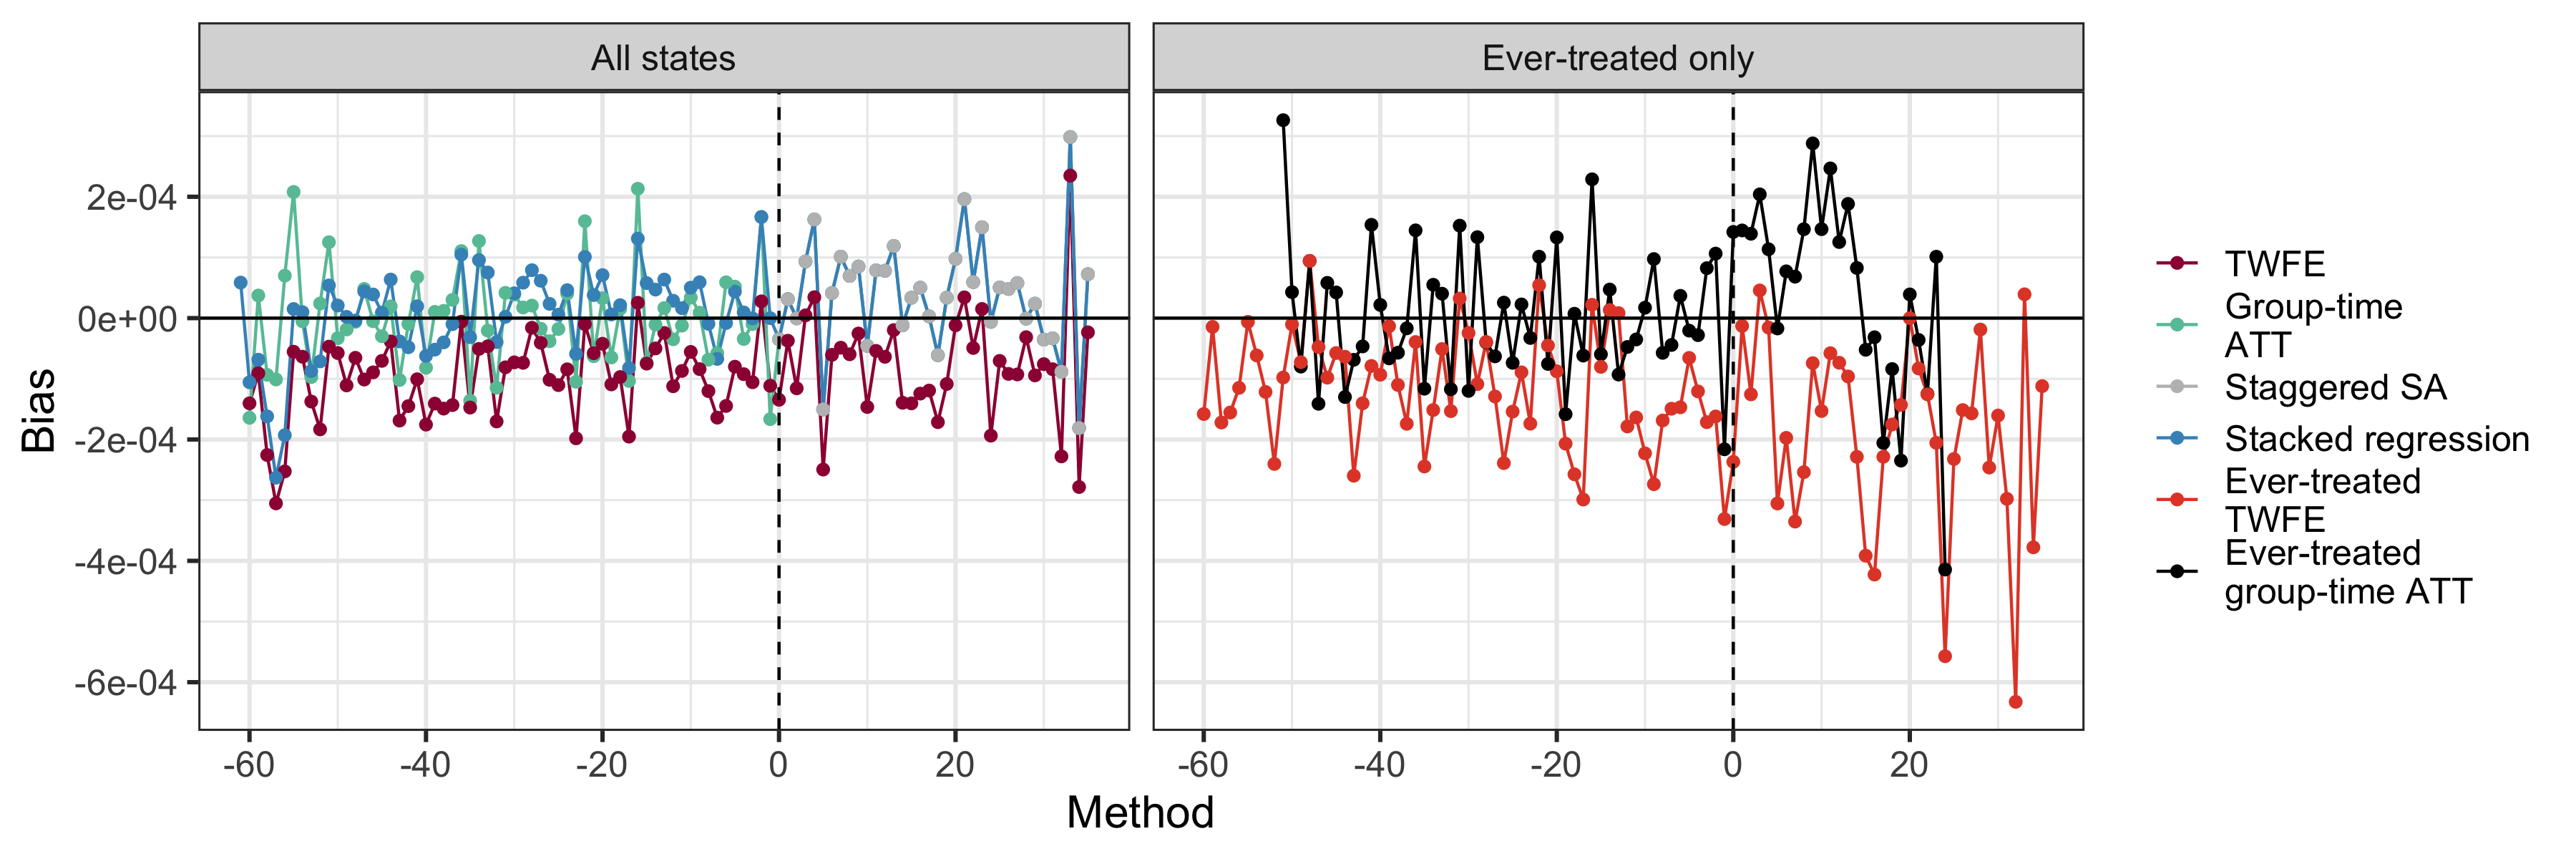 All states
Ever-treated only
Bias
2e-04
0e+00
-2e-04
-4e-04
-6e-04
-60
-40
-20
0
20
-60
-40
-20
0
20
Method
TWFE
Group-time
ATT
Staggered SA
Stacked regression
Ever-treated
TWFE
Ever-treated
group-time ATT